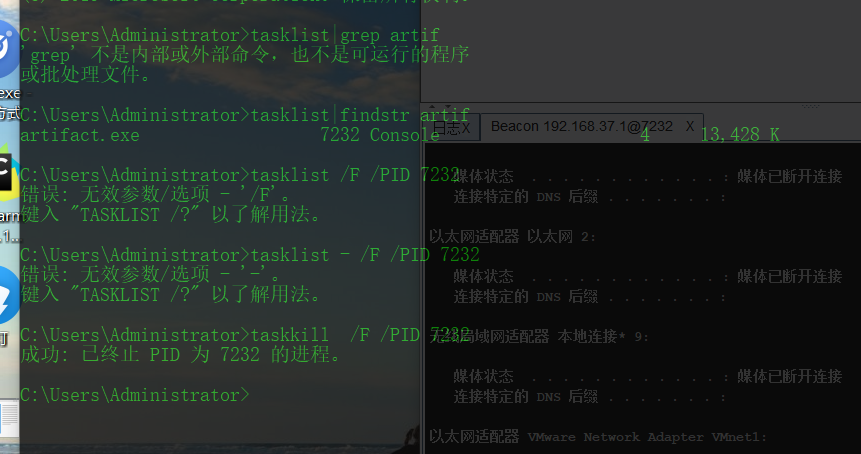 C:\Users\Administrator>tasklist|grep artif
'grep' 不是内部或外部命令，也不是可运行的程序
或批处理文件。
C:\Users\Administrator>tasklist|findstr artif
artifact.exe 7232 Console 4 13,428 K
C:\Users\Administrator>tasklist /F /PID 7232
错误: 无效参数/选项 - '/F'。
键入 "TASKLIST /?" 以了解用法。
C:\Users\Administrator>tasklist - /F /PID 7232
错误: 无效参数/选项 - '-'。
键入 "TASKLIST /?" 以了解用法。
C:\Users\Administrator>taskkill  /F /PID 7232
成功: 已终止 PID 为 7232 的进程。
C:\Users\Administrator>
日志X
Beacon 192.168.37.1@7232 X
媒体状态 . . . . . . . . . . . . : 媒体已断开连接
连接特定的 DNS 后缀 . . . . . . . :
以太网适配器 以太网 2:
媒体状态 . . . . . . . . . . . . : 媒体已断开连接
连接特定的 DNS 后缀 . . . . . . . :
无线局域网适配器 本地连接* 9:
媒体状态 . . . . . . . . . . . . : 媒体已断开连接
连接特定的 DNS 后缀 . . . . . . . :
以太网适配器 VMware Network Adapter VMnet1: